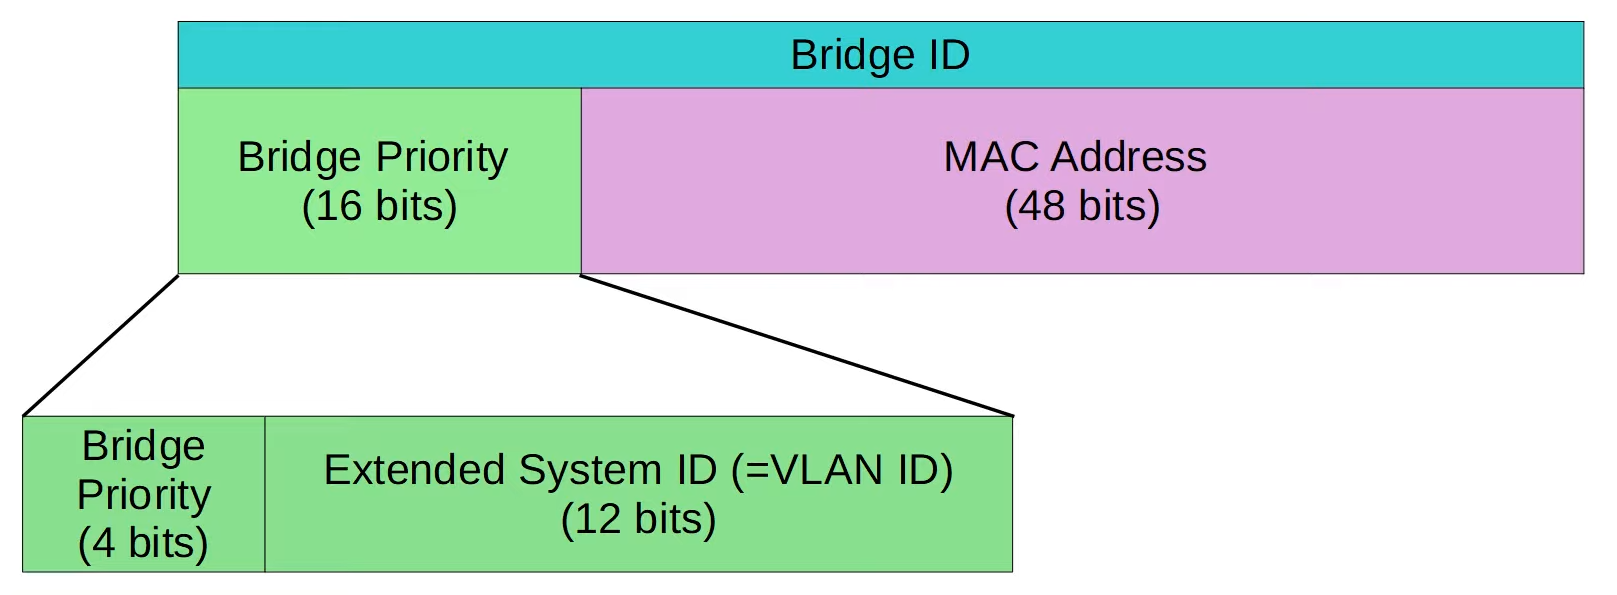 Bridge ID
Bridge Priority
(16 bits)
MAC Address
(48 bits)
Bridge
Priority
(4 bits)
Extended System ID (=VLAN ID)
(12 bits)